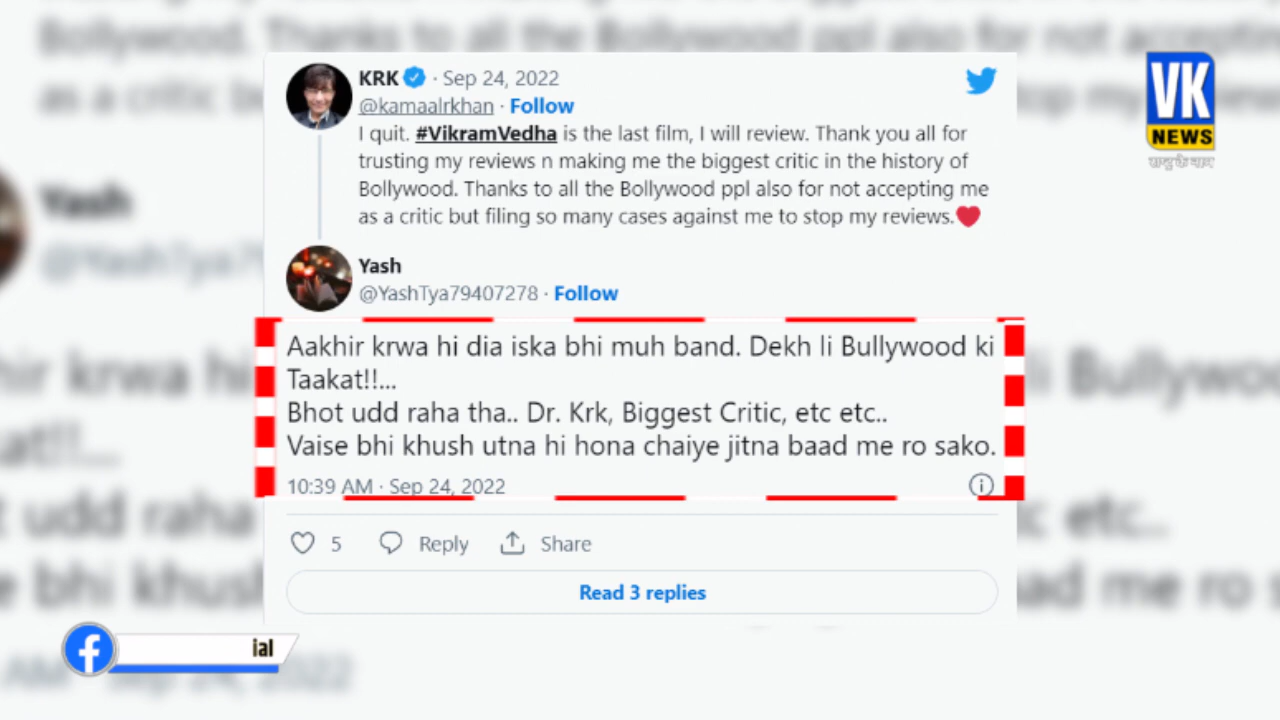 KRK · Sep 24, 2022
@kamaalrkhan · Follow
I quit. #VikramVedha is the last film, I will review. Thank you all for
trusting my reviews n making me the biggest critic in the history of
Bollywood. Thanks to all the Bollywood ppl also for not accepting me
as a critic but filing so many cases against me to stop my reviews.❤️
Yash
@YashTya79407278 · Follow
Aakhir krwa hi dia iska bhi muh band. Dekh li Bullywood ki
Taakat!!...
Bhot udd raha tha.. Dr. Krk, Biggest Critic, etc etc..
Vaise bhi khush utna hi hona chaiye jitna baad me ro sako.
10:39 AM · Sep 24, 2022
5 Reply Share
Read 3 replies
VK
NEWS
ial